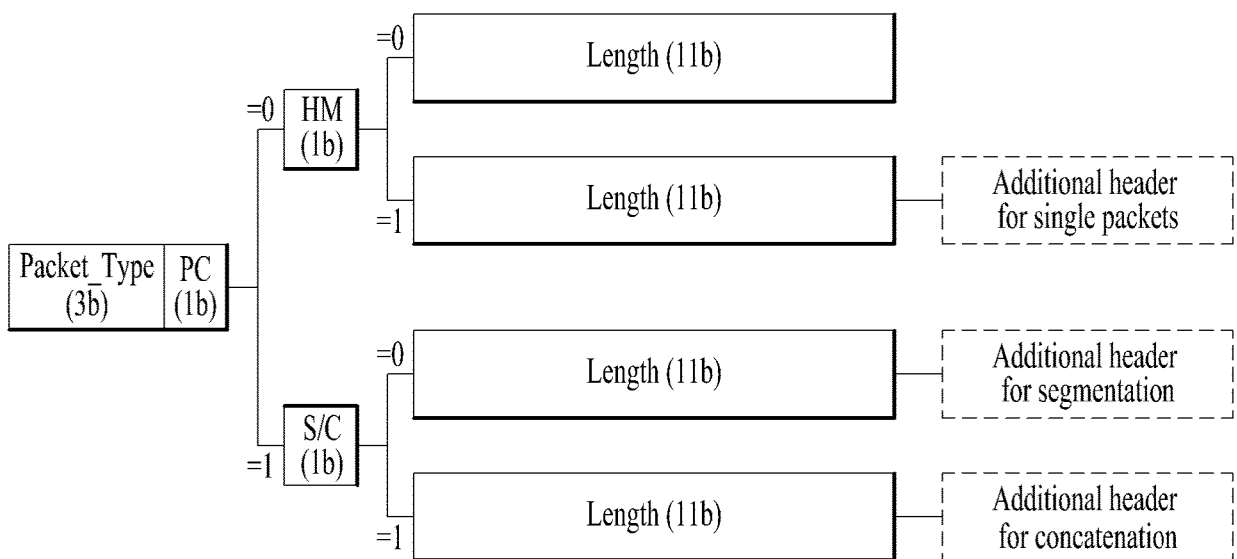 =0
Length (11b)
=0
HM
(1b)
=1
Length (11b)
Additional header
for single packets
Packet_Type
(3b)
PC
(1b)
=0
Length (11b)
Additional header
for segmentation
=1
S/C
(1b)
=1
Length (11b)
Additional header
for concatenation